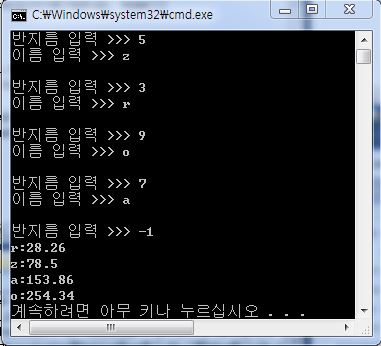 C:₩Windows₩system32₩cmd.exe
반지름 입력 >>> 5
이름 입력 >>> z
반지름 입력 >>> 3
이름 입력 >>> r
반지름 입력 >>> 9
이름 입력 >>> o
반지름 입력 >>> 7
이름 입력 >>> a
반지름 입력 >>> -1
r:28.26
z:78.5
a:153.86
o:254.34
계속하려면 아무 키나 누르십시오 . . .